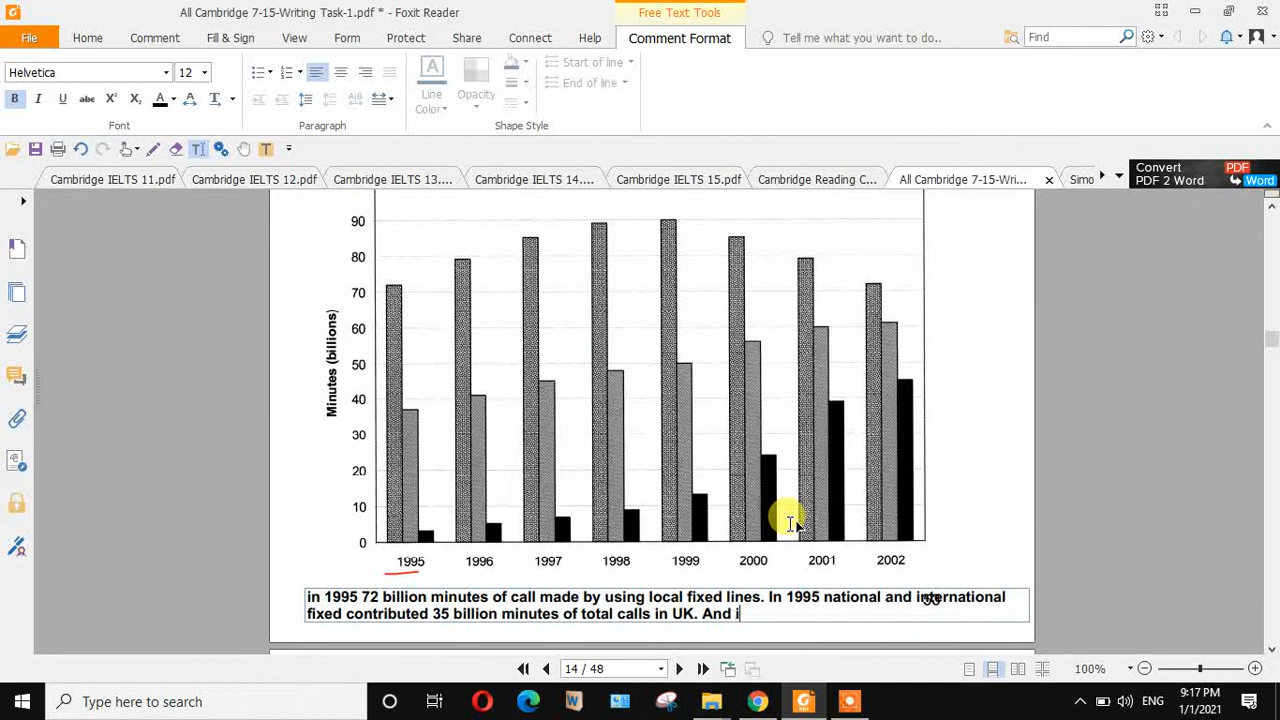 All Cambridge 7-15-Writing Task-1.pdf * - Foxit Reader
Free Text Tools
File Home Comment Fill & Sign View Form Protect Share Connect Help Comment Format Tell me what you want to do.. Find
Helvetica 12
Line Color Opacity
Start of line
End of line
B I U abc X² X₂ A A T
Font Paragraph Shape Style
Cambridge IELTS 11.pdf Cambridge IELTS 12.pdf Cambridge IELTS 13.... Cambridge IELTS 14.... Cambridge IELTS 15.pdf Cambridge Reading C... All Cambridge 7-15-Wri... Simo
Convert PDF
PDF 2 Word Word
Minutes (billions)
90
80
70
60
50
40
30
20
10
0
1995 1996 1997 1998 1999 2000 2001 2002
in 1995 72 billion minutes of call made by using local fixed lines. In 1995 national and international
53
fixed contributed 35 billion minutes of total calls in UK. And i
14 / 48 100%
Type here to search
ENG
9:17 PM
1/1/2021